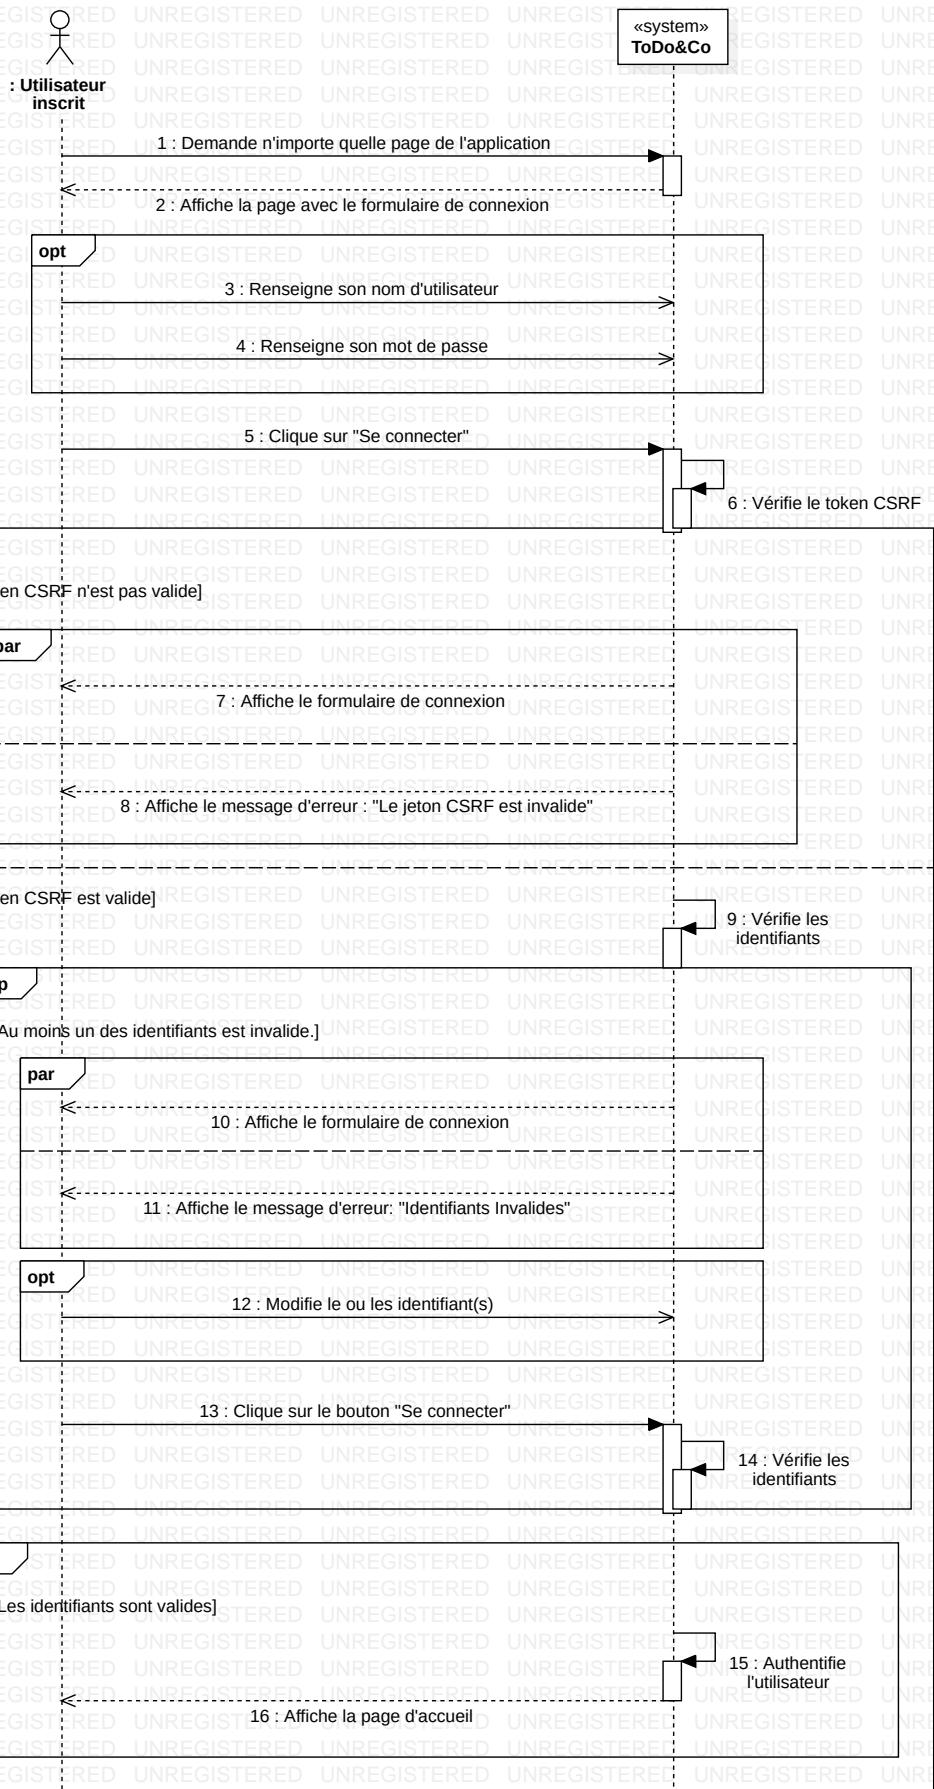 «system»
ToDo&Co
: Utilisateur
inscrit
1 : Demande n'importe quelle page de l'application
2 : Affiche la page avec le formulaire de connexion
opt
3 : Renseigne son nom d'utilisateur
4 : Renseigne son mot de passe
5 : Clique sur "Se connecter"
6 : Vérifie le token CSRF
en CSRF n'est pas valide]
par
7 : Affiche le formulaire de connexion
8 : Affiche le message d'erreur : "Le jeton CSRF est invalide"
en CSRF est valide]
9 : Vérifie les
identifiants
p
Au moins un des identifiants est invalide.]
par
10 : Affiche le formulaire de connexion
11 : Affiche le message d'erreur: "Identifiants Invalides"
opt
12 : Modifie le ou les identifiant(s)
13 : Clique sur le bouton "Se connecter"
14 : Vérifie les
identifiants
Les identifiants sont valides]
15 : Authentifie
l'utilisateur
16 : Affiche la page d'accueil